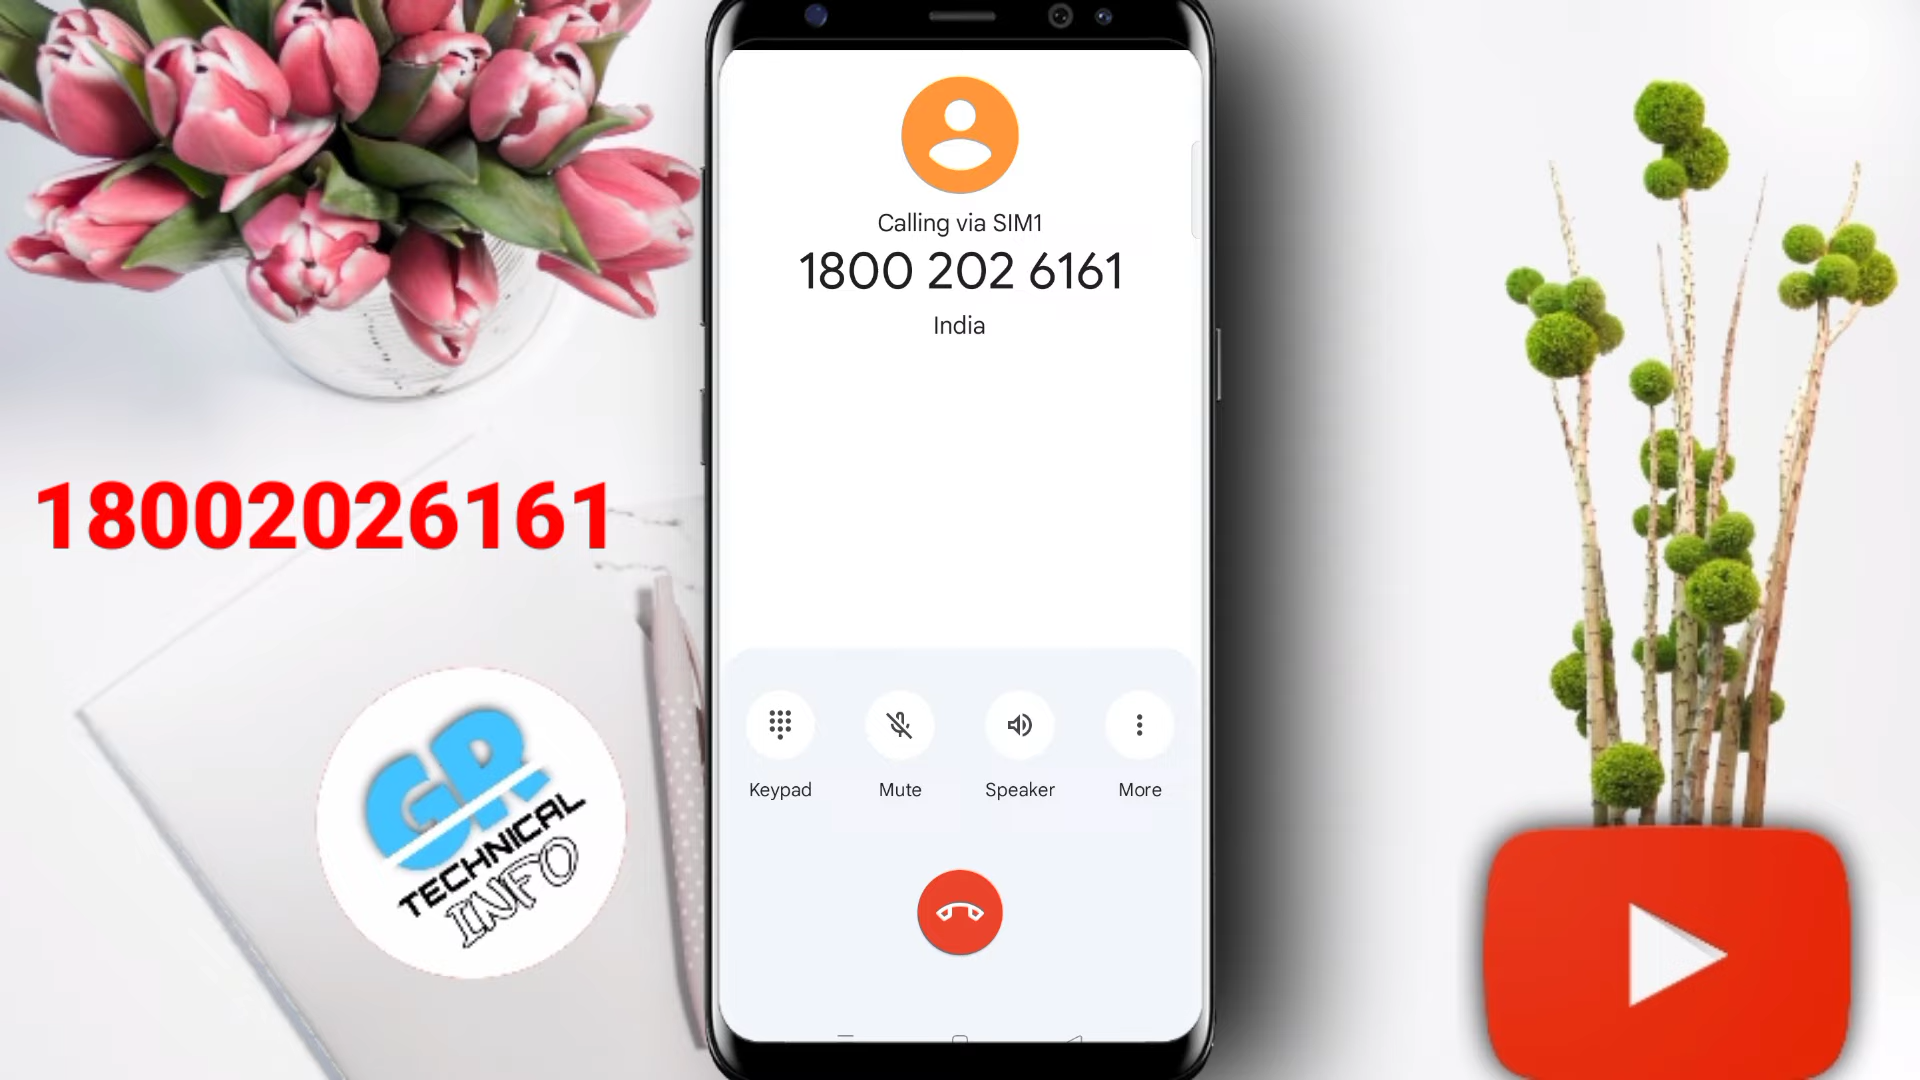 Calling via SIM1
1800 202 6161
India
18002026161
Keypad
Mute
Speaker
More
GR
TECHNICAL
INFO